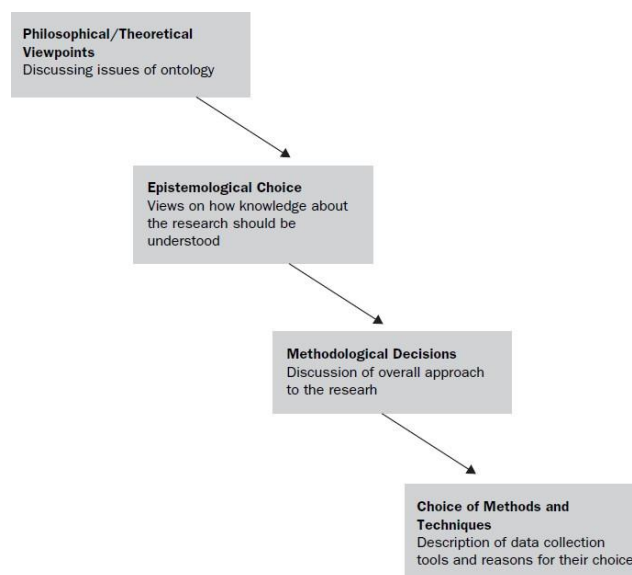 Philosophical/Theoretical
Viewpoints
Discussing issues of ontology
Epistemological Choice
Views on how knowledge about
the research should be
understood
Methodological Decisions
Discussion of overall approach
to the researh
Choice of Methods and
Techniques
Description of data collection
tools and reasons for their choice